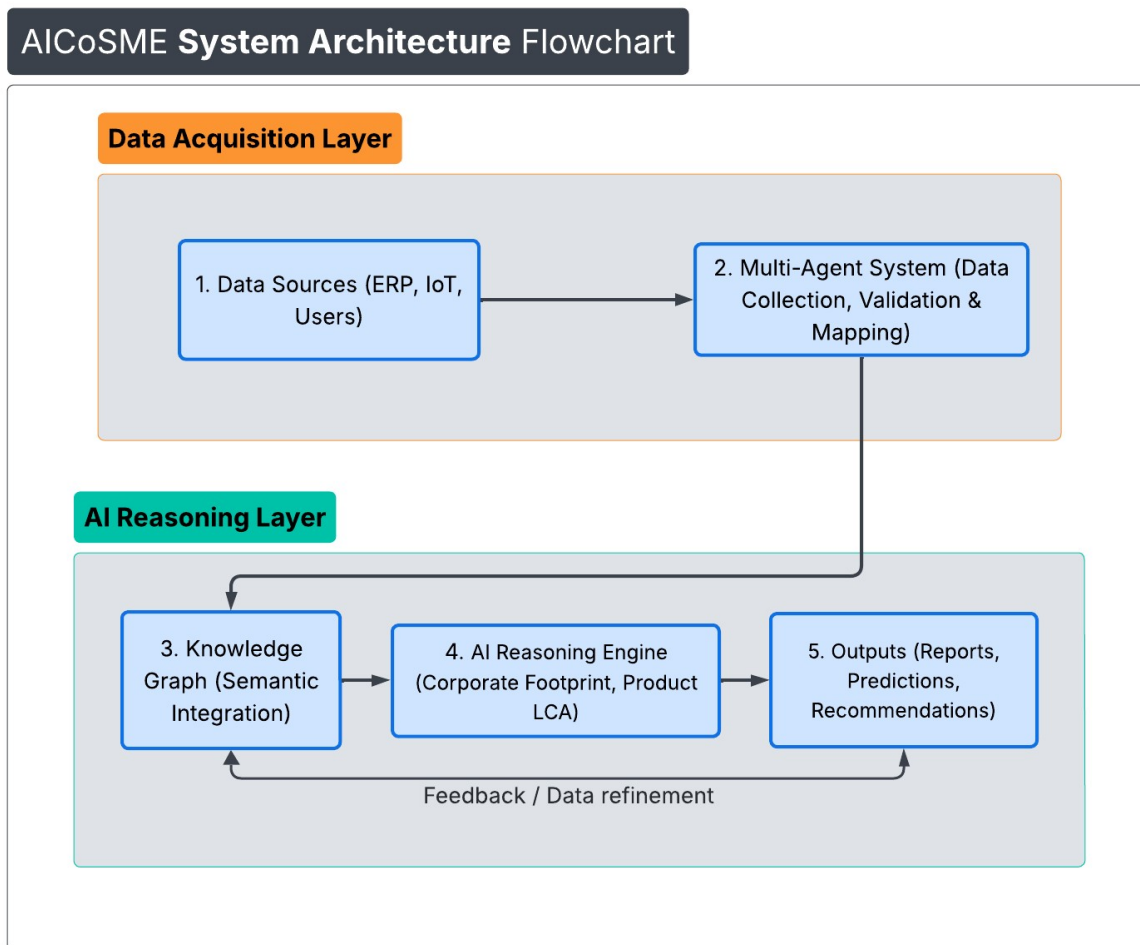 AICoSME System Architecture Flowchart
Data Acquisition Layer
1. Data Sources (ERP, IoT,
Users)
2. Multi-Agent System (Data
Collection, Validation &
Mapping)
AI Reasoning Layer
3. Knowledge
Graph (Semantic
Integration)
4. AI Reasoning Engine
(Corporate Footprint, Product
LCA)
5. Outputs (Reports,
Predictions,
Recommendations)
Feedback / Data refinement